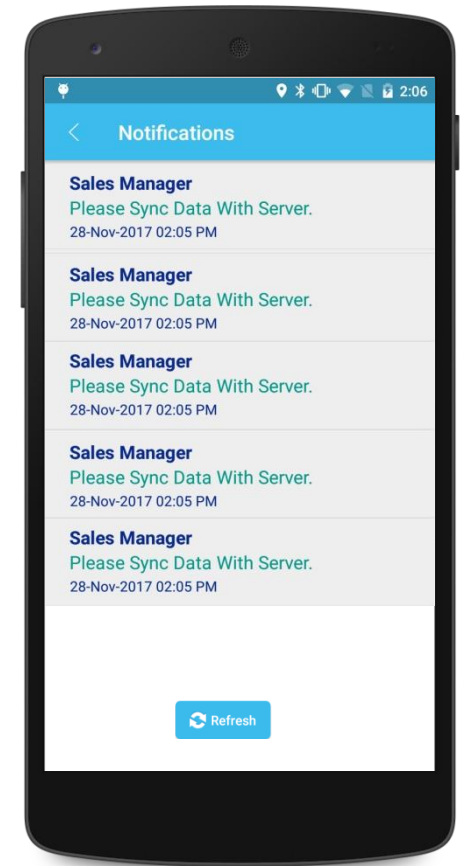 2:06
Notifications
Sales Manager
Please Sync Data With Server.
28-Nov-2017 02:05 PM
Sales Manager
Please Sync Data With Server.
28-Nov-2017 02:05 PM
Sales Manager
Please Sync Data With Server.
28-Nov-2017 02:05 PM
Sales Manager
Please Sync Data With Server.
28-Nov-2017 02:05 PM
Sales Manager
Please Sync Data With Server.
28-Nov-2017 02:05 PM
Refresh